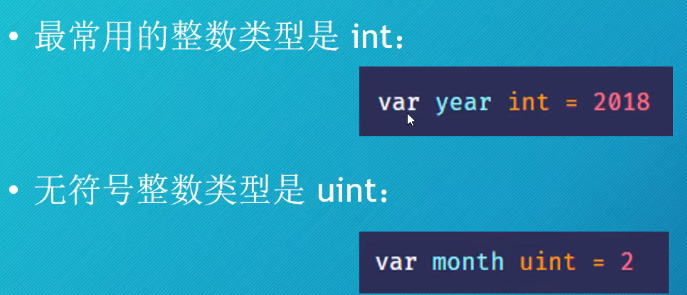 • 最常用的整数类型是 int：
var year int = 2018
• 无符号整数类型是 uint：
var month uint = 2